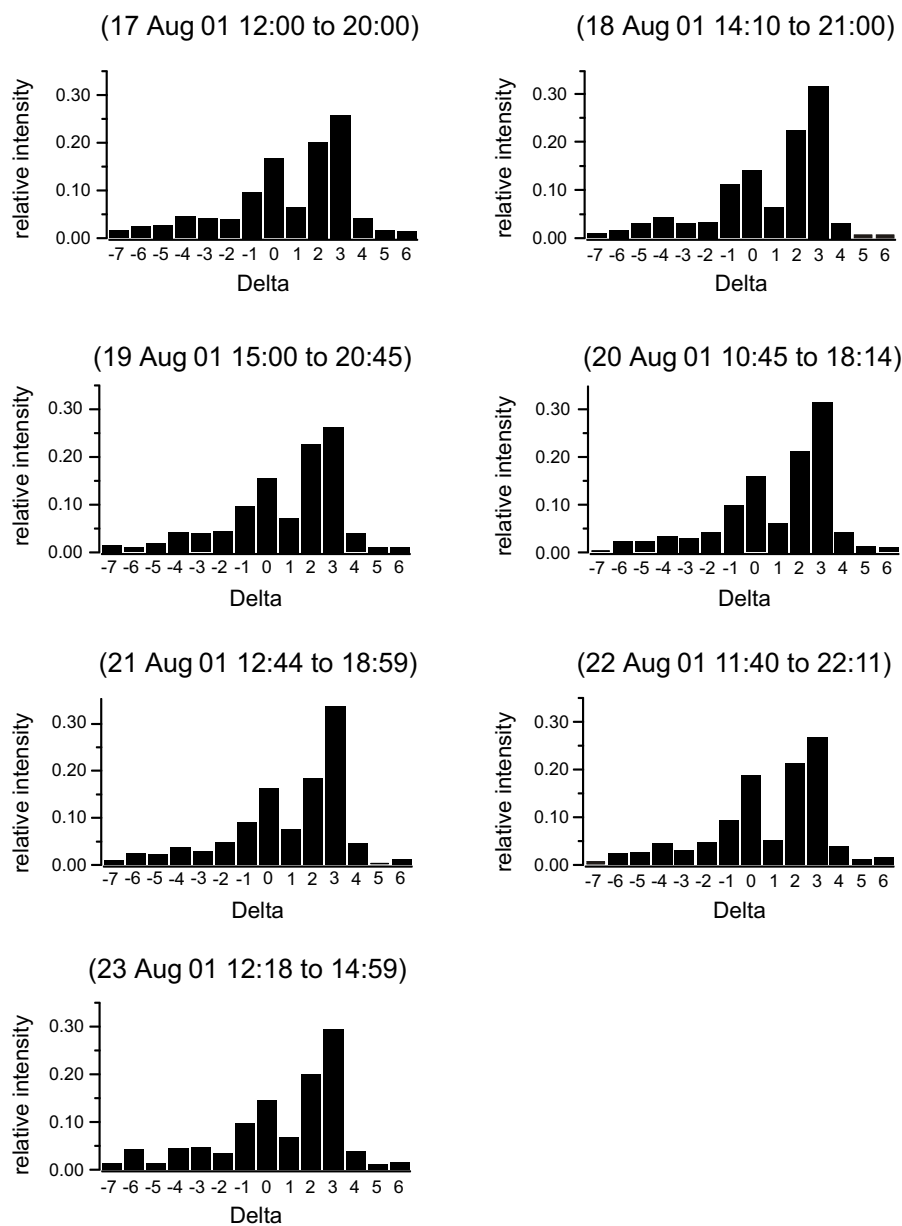 (17 Aug 01 12:00 to 20:00)
relative intensity
0.30
0.20
0.10
0.00
-7 -6 -5 -4 -3 -2 -1 0 1 2 3 4 5 6
Delta
(18 Aug 01 14:10 to 21:00)
relative intensity
0.30
0.20
0.10
0.00
-7 -6 -5 -4 -3 -2 -1 0 1 2 3 4 5 6
Delta
(19 Aug 01 15:00 to 20:45)
relative intensity
0.30
0.20
0.10
0.00
-7 -6 -5 -4 -3 -2 -1 0 1 2 3 4 5 6
Delta
(20 Aug 01 10:45 to 18:14)
relative intensity
0.30
0.20
0.10
0.00
-7 -6 -5 -4 -3 -2 -1 0 1 2 3 4 5 6
Delta
(21 Aug 01 12:44 to 18:59)
relative intensity
0.30
0.20
0.10
0.00
-7 -6 -5 -4 -3 -2 -1 0 1 2 3 4 5 6
Delta
(22 Aug 01 11:40 to 22:11)
relative intensity
0.30
0.20
0.10
0.00
-7 -6 -5 -4 -3 -2 -1 0 1 2 3 4 5 6
Delta
(23 Aug 01 12:18 to 14:59)
relative intensity
0.30
0.20
0.10
0.00
-7 -6 -5 -4 -3 -2 -1 0 1 2 3 4 5 6
Delta